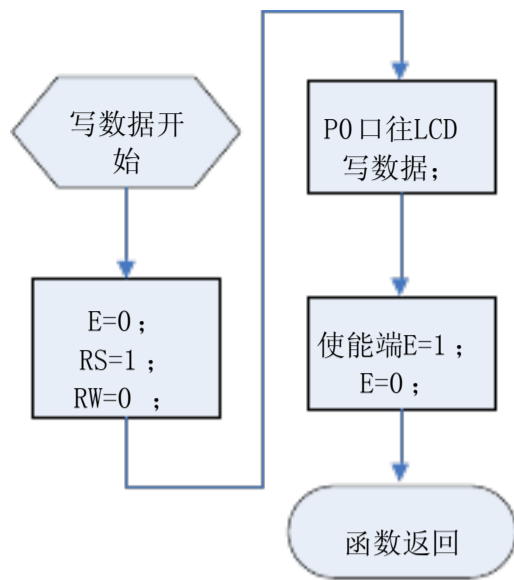 写数据开
始
E=0；
RS=1；
RW=0 ；
P0口往LCD
写数据；
使能端E=1；
E=0；
函数返回